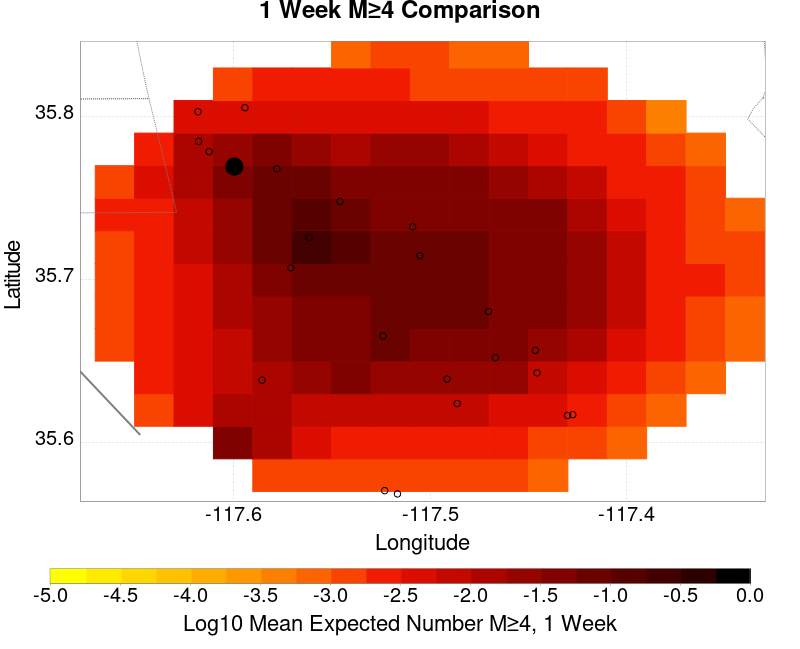 1 Week M≥4 Comparison
35.8
35.7
35.6
Latitude
-117.6 -117.5 -117.4
Longitude
-5.0 -4.5 -4.0 -3.5 -3.0 -2.5 -2.0 -1.5 -1.0 -0.5 0.0
Log10 Mean Expected Number M≥4, 1 Week